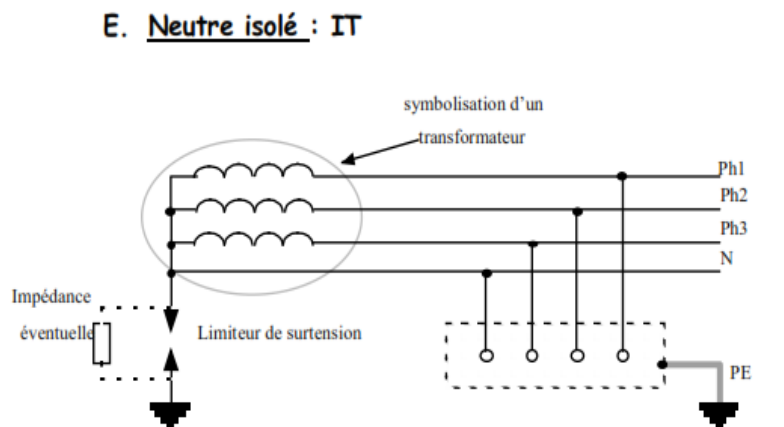 E. Neutre isolé : IT
symbolisation d'un
transformateur
Ph1
Ph2
Ph3
N
Impédance
éventuelle
Limiteur de surtension
PE